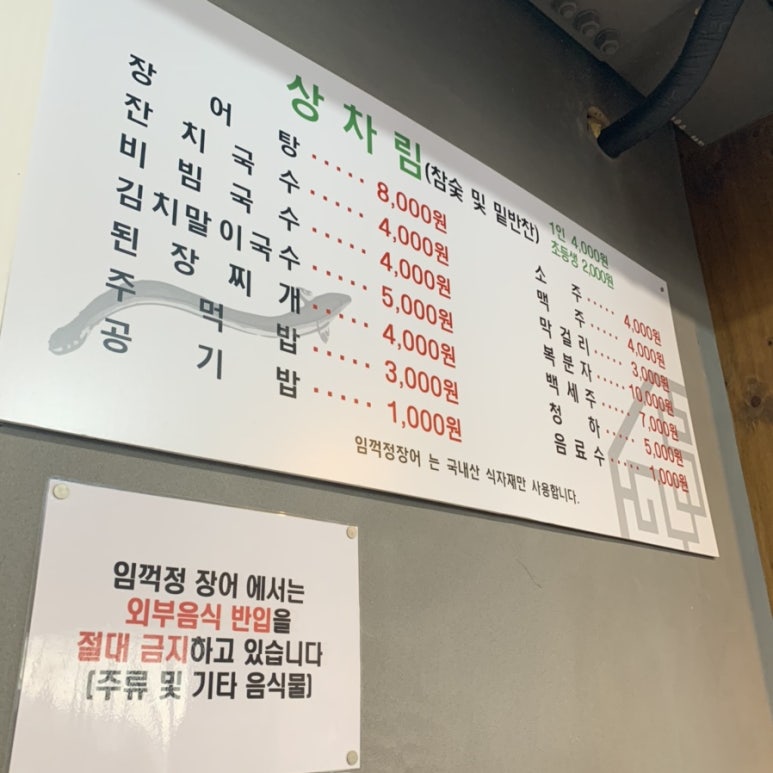 상차림(참숯 및 밑반찬) 1인 4,000원
초등생 2,000원
장어탕 ..... 8,000원
잔치국수 ..... 4,000원
비빔국수 ..... 4,000원
김치말이국수 ..... 5,000원
된장찌개 ..... 4,000원
주먹밥 ..... 3,000원
공기밥 ..... 1,000원
소주 ..... 4,000원
맥주 ..... 4,000원
막걸리 ..... 3,000원
복분자 ..... 10,000원
백세주 ..... 7,000원
청하 ..... 5,000원
음료수 ..... 1,000원
임꺽정장어 는 국내산 식자재만 사용합니다.
임꺽정 장어 에서는
외부음식 반입을
절대 금지하고 있습니다
(주류 및 기타 음식물)